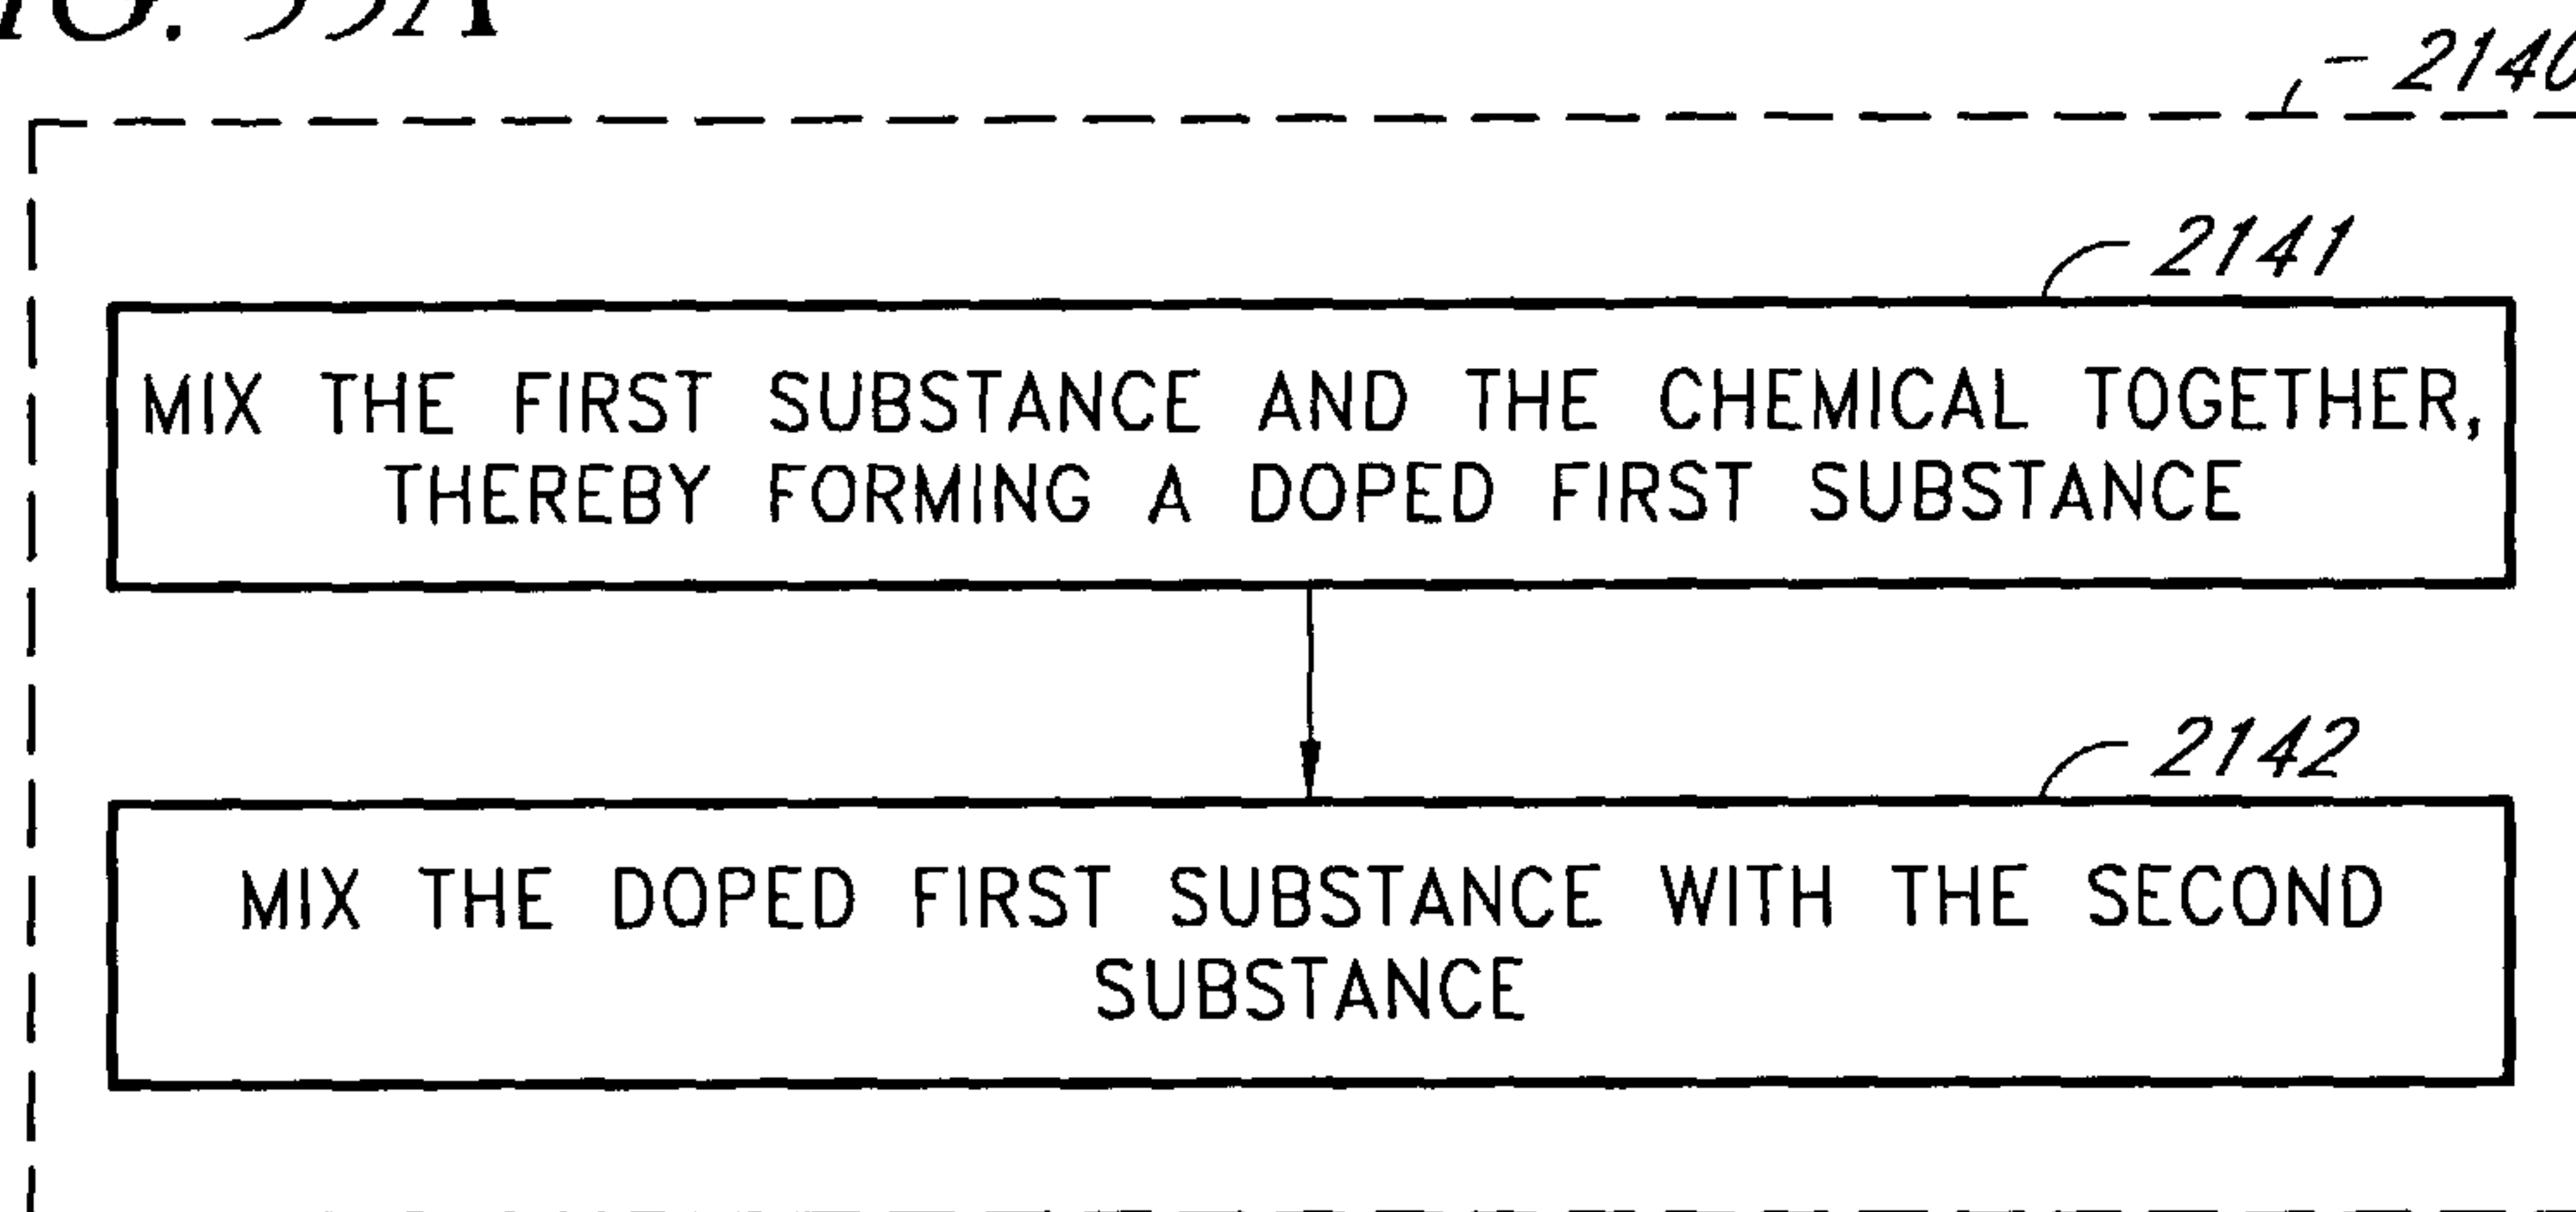 2140
2141
MIX THE FIRST SUBSTANCE AND THE CHEMICAL TOGETHER,
THEREBY FORMING A DOPED FIRST SUBSTANCE
2142
MIX THE DOPED FIRST SUBSTANCE WITH THE SECOND
SUBSTANCE